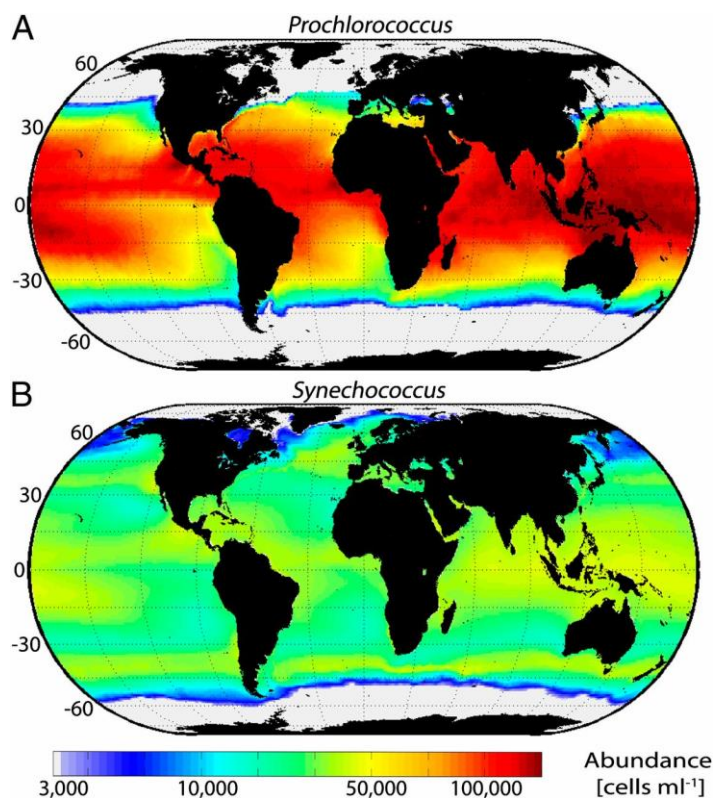 A
Prochlorococcus
60
30
0
-30
-60
B
Synechococcus
60
30
0
-30
-60
3,000 10,000 50,000 100,000
Abundance
[cells ml⁻¹]